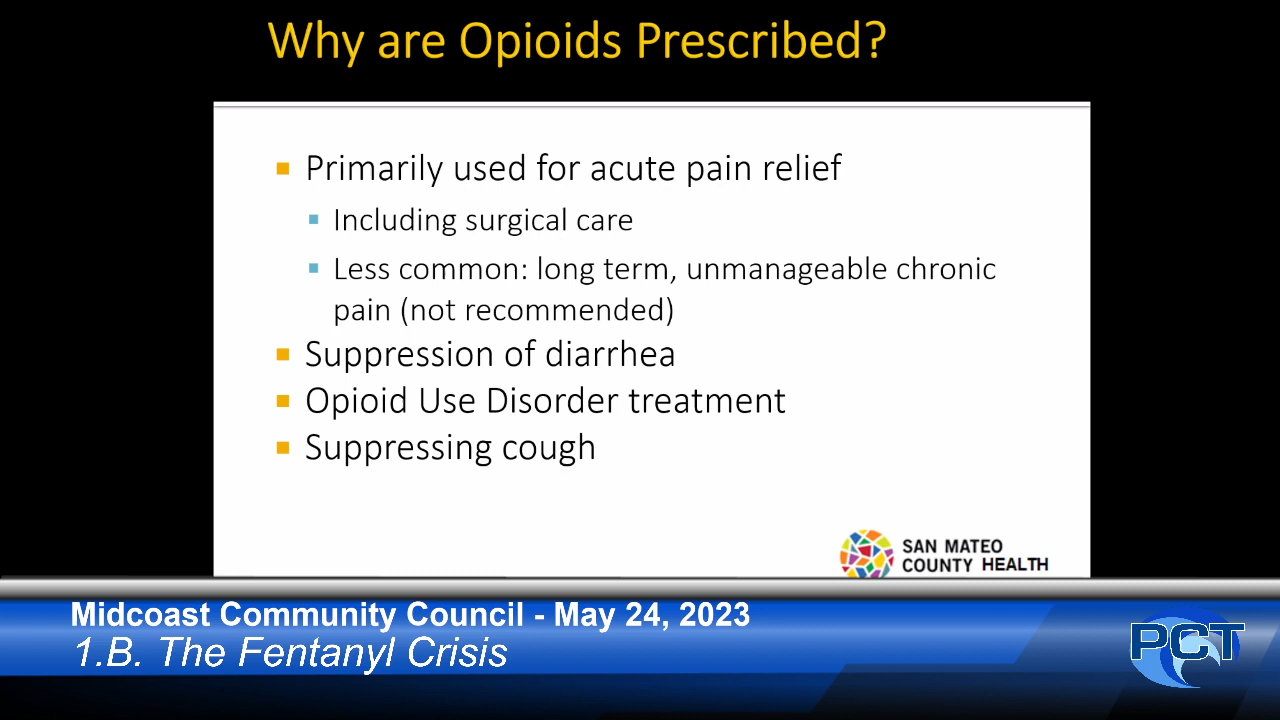 Why are Opioids Prescribed?
Primarily used for acute pain relief
Including surgical care
Less common: long term, unmanageable chronic
pain (not recommended)
Suppression of diarrhea
Opioid Use Disorder treatment
Suppressing cough
SAN MATEO
COUNTY HEALTH
Midcoast Community Council - May 24, 2023
1.B. The Fentanyl Crisis
PCT